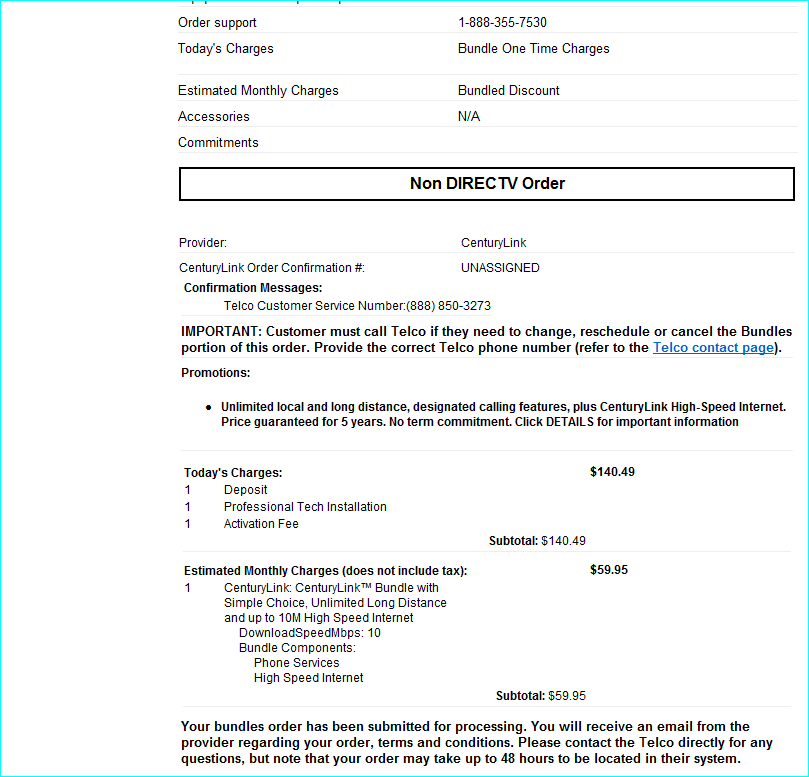 Order support 1-888-355-7530
Today's Charges Bundle One Time Charges
Estimated Monthly Charges Bundled Discount
Accessories N/A
Commitments
Non DIRECTV Order
Provider: CenturyLink
CenturyLink Order Confirmation #: UNASSIGNED
Confirmation Messages:
Telco Customer Service Number:(888) 850-3273
IMPORTANT: Customer must call Telco if they need to change, reschedule or cancel the Bundles
portion of this order. Provide the correct Telco phone number (refer to the Telco contact page).
Promotions:
● Unlimited local and long distance, designated calling features, plus CenturyLink High-Speed Internet.
Price guaranteed for 5 years. No term commitment. Click DETAILS for important information
Today's Charges: $140.49
1 Deposit
1 Professional Tech Installation
1 Activation Fee
Subtotal: $140.49
Estimated Monthly Charges (does not include tax): $59.95
1 CenturyLink: CenturyLink™ Bundle with
Simple Choice, Unlimited Long Distance
and up to 10M High Speed Internet
DownloadSpeedMbps: 10
Bundle Components:
Phone Services
High Speed Internet
Subtotal: $59.95
Your bundles order has been submitted for processing. You will receive an email from the
provider regarding your order, terms and conditions. Please contact the Telco directly for any
questions, but note that your order may take up to 48 hours to be located in their system.